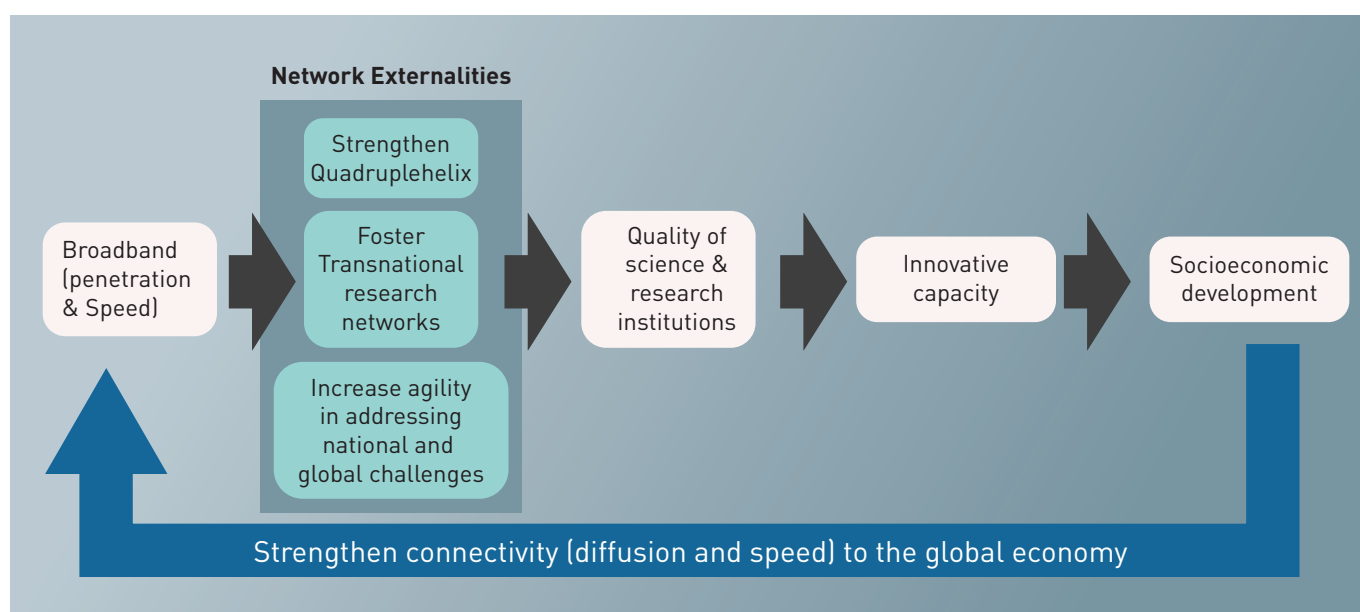 Network Externalities
Broadband
(penetration
& Speed)
Strengthen
Quadruplehelix
Foster
Transnational
research
networks
Increase agility
in addressing
national and
global challenges
Quality of
science &
research
institutions
Innovative
capacity
Socioeconomic
development
Strengthen connectivity (diffusion and speed) to the global economy